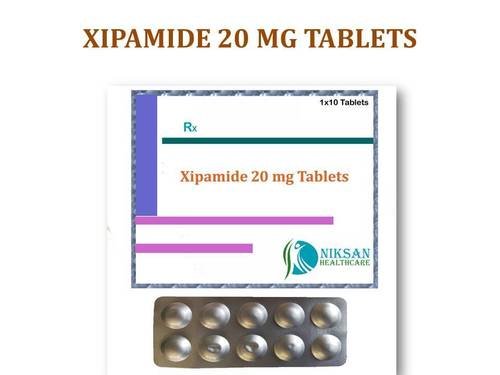 XIPAMIDE 20 MG TABLETS
1x10 Tablets
Rx
Xipamide 20 mg Tablets
NIKSAN
HEALTHCARE